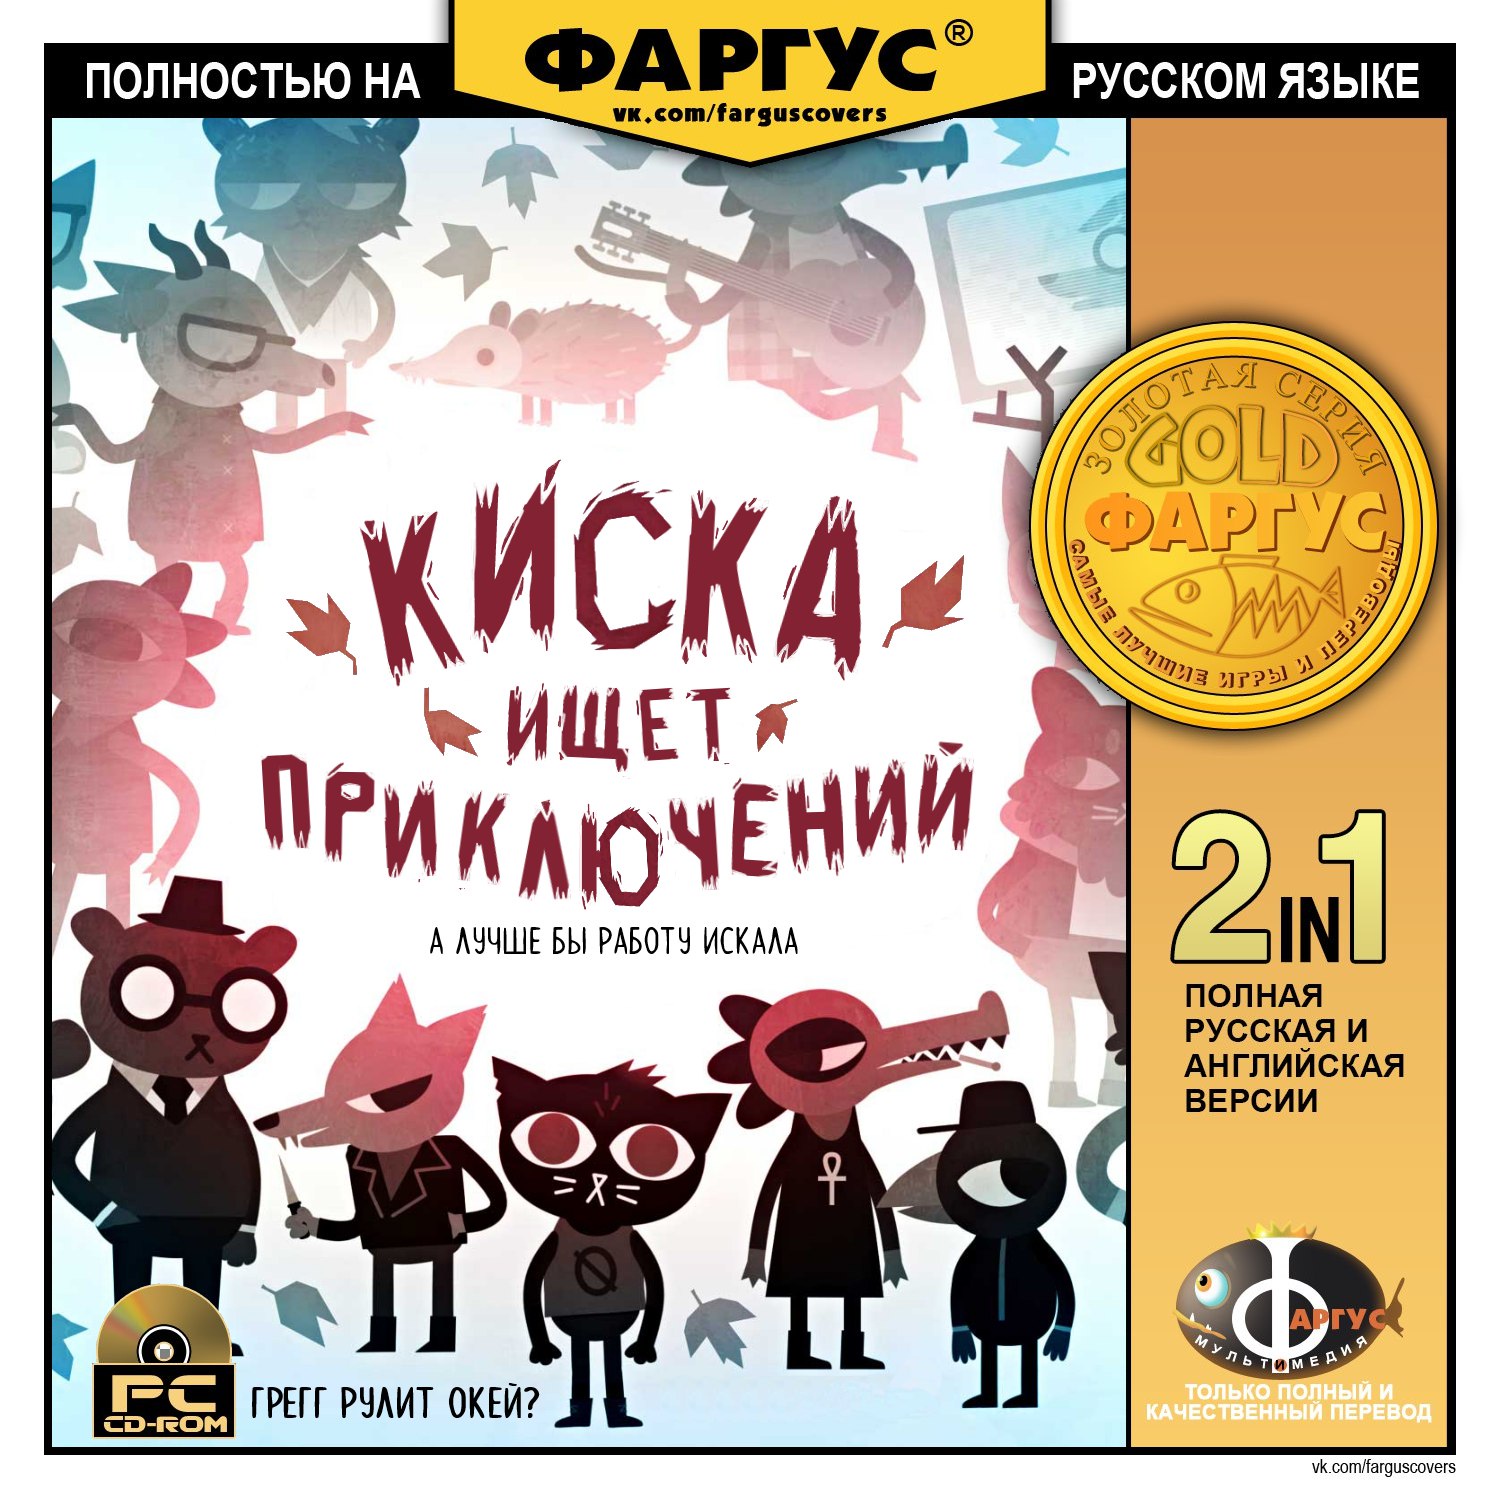 ФАРГУС®
vk.com/farguscovers
ПОЛНОСТЬЮ НА
РУССКОМ ЯЗЫКЕ
ЗОЛОТАЯ СЕРИЯ
GOLD
ФАРГУС
САМЫЕ ЛУЧШИЕ ИГРЫ И ПЕРЕВОДЫ
КИСКА
ИЩЕТ
ПРИКЛЮЧЕНИЙ
А ЛУЧШЕ БЫ РАБОТУ ИСКАЛА
2IN1
ПОЛНАЯ
РУССКАЯ И
АНГЛИЙСКАЯ
ВЕРСИИ
ФАРГУС
МУЛЬТИМЕДИЯ
ТОЛЬКО ПОЛНЫЙ И
КАЧЕСТВЕННЫЙ ПЕРЕВОД
PC
CD-ROM
ГРЕГГ РУЛИТ ОКЕЙ?
vk.com/farguscovers